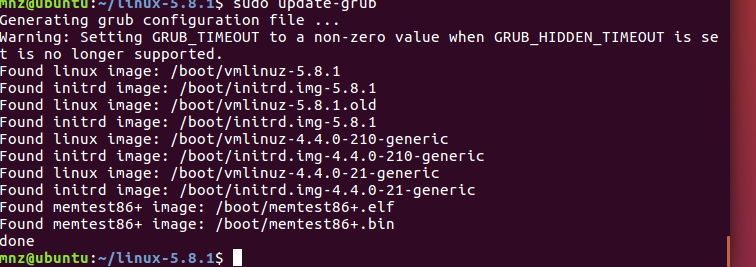 mnz@ubuntu:~/linux-5.8.1$ sudo update-grub
Generating grub configuration file ...
Warning: Setting GRUB_TIMEOUT to a non-zero value when GRUB_HIDDEN_TIMEOUT is se
t is no longer supported.
Found linux image: /boot/vmlinuz-5.8.1
Found initrd image: /boot/initrd.img-5.8.1
Found linux image: /boot/vmlinuz-5.8.1.old
Found initrd image: /boot/initrd.img-5.8.1
Found linux image: /boot/vmlinuz-4.4.0-210-generic
Found initrd image: /boot/initrd.img-4.4.0-210-generic
Found linux image: /boot/vmlinuz-4.4.0-21-generic
Found initrd image: /boot/initrd.img-4.4.0-21-generic
Found memtest86+ image: /boot/memtest86+.elf
Found memtest86+ image: /boot/memtest86+.bin
done
mnz@ubuntu:~/linux-5.8.1$